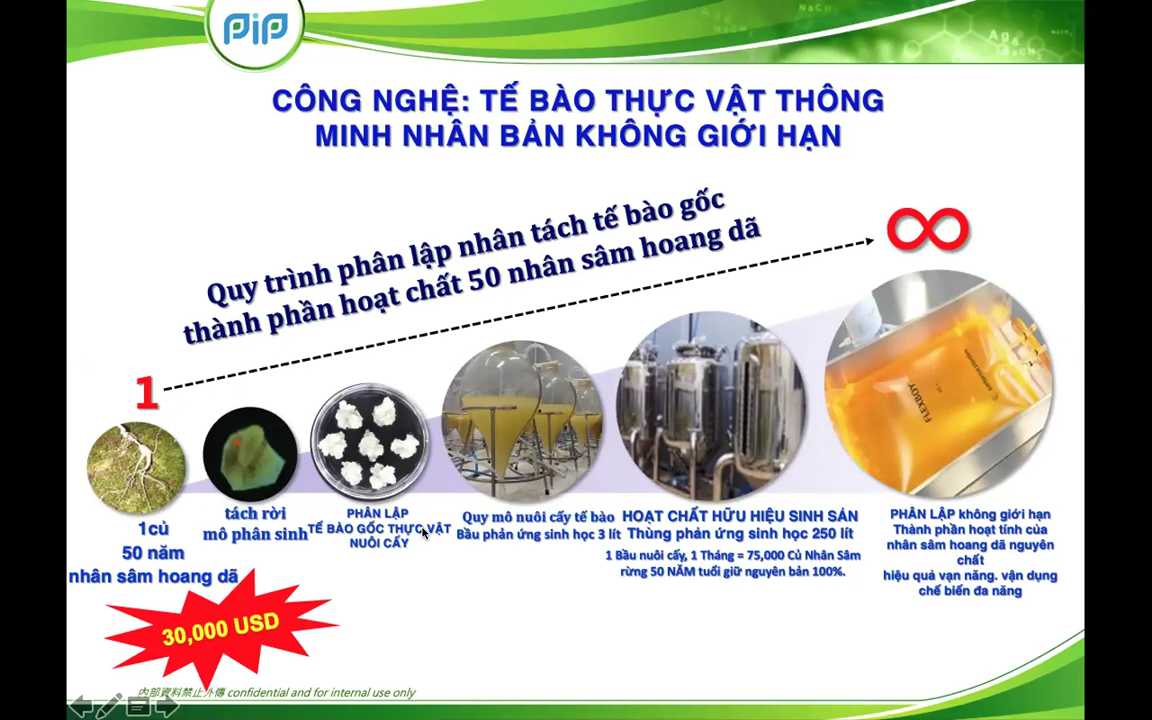 PiP
CÔNG NGHỆ: TẾ BÀO THỰC VẬT THÔNG
MINH NHÂN BẢN KHÔNG GIỚI HẠN
Quy trình phân lập nhân tách tế bào gốc
thành phần hoạt chất 50 nhân sâm hoang dã
1
∞
1củ
50 năm
nhân sâm hoang dã
30,000 USD
tách rời
mô phân sinh
PHÂN LẬP
TẾ BÀO GỐC THỰC VẬT
NUÔI CẤY
Quy mô nuôi cấy tế bào
Bầu phản ứng sinh học 3 lít
HOẠT CHẤT HỮU HIỆU SINH SẢN
Thùng phản ứng sinh học 250 lít
1 Bầu nuôi cấy, 1 Tháng = 75,000 Củ Nhân Sâm
rừng 50 NĂM tuổi giữ nguyên bản 100%.
FLEXBOY
PHÂN LẬP không giới hạn
Thành phần hoạt tính của
nhân sâm hoang dã nguyên
chất
hiệu quả vạn năng. vận dụng
chế biến đa năng
內部資料禁止外傳 confidential and for internal use only